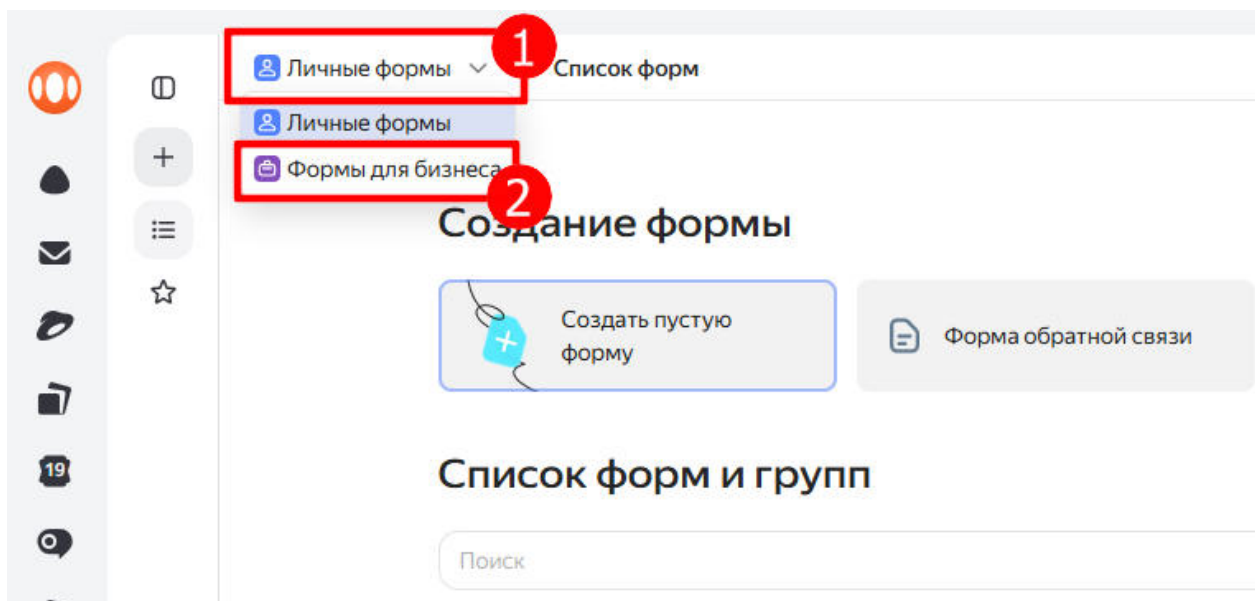 Личные формы
1
Список форм
Личные формы
Формы для бизнеса
2
Создание формы
Создать пустую
форму
Форма обратной связи
Список форм и групп
19
Поиск